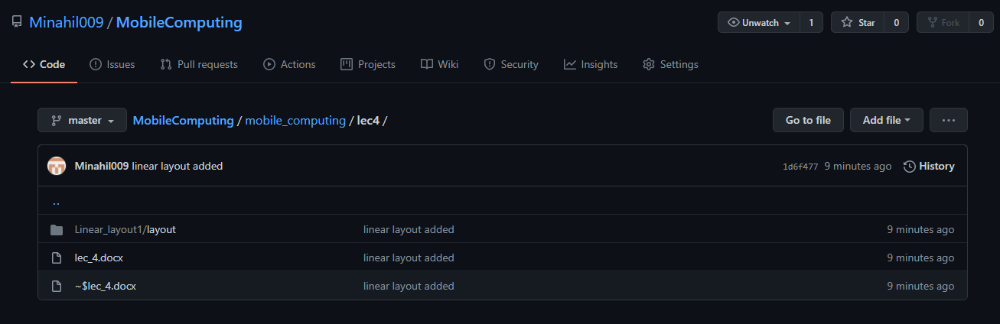 Minahil009 / MobileComputing Unwatch 1 Star 0 Fork 0
Code Issues Pull requests Actions Projects Wiki Security Insights Settings
master MobileComputing / mobile_computing / lec4 / Go to file Add file ...
Minahil009 linear layout added 1d6f477 9 minutes ago History
..
Linear_layout1/layout linear layout added 9 minutes ago
lec_4.docx linear layout added 9 minutes ago
~$lec_4.docx linear layout added 9 minutes ago